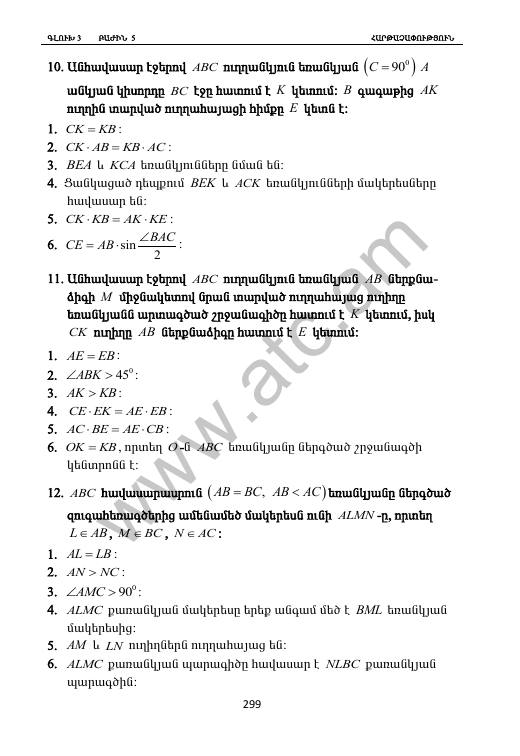 ԳԼՈՒԽ 3 ԲԱԺԻՆ 5 ՀԱՐԹԱՉԱՓՈՒԹՅՈՒՆ
10. Անհավասար էջերով ABC ուղղանկյուն եռանկյան (C = 90⁰) A
անկյան կիսորդը BC էջը հատում է K կետում: B գագաթից AK
ուղղին տարված ուղղահայացի հիմքը E կետն է:
1. CK = KB :
2. CK · AB = KB · AC :
3. BEA և KCA եռանկյունները նման են:
4. Ցանկացած դեպքում BEK և ACK եռանկյունների մակերեսները
հավասար են:
5. CK · KB = AK · KE :
6. CE = AB · sin ∠BAC/2 :
11. Անհավասար էջերով ABC ուղղանկյուն եռանկյան AB ներքնա-
ձիգի M միջնակետով նրան տարված ուղղահայաց ուղիղը
եռանկյանն արտագծած շրջանագիծը հատում է K կետում, իսկ
CK ուղիղը AB ներքնաձիգը հատում է E կետում:
1. AE = EB :
2. ∠ABK > 45⁰ :
3. AK > KB :
4. CE · EK = AE · EB :
5. AC · BE = AE · CB :
6. OK = KB , որտեղ O -ն ABC եռանկյանը ներգծած շրջանագծի
կենտրոնն է:
12. ABC հավասարասրուն (AB = BC, AB < AC) եռանկյանը ներգծած
զուգահեռագծերից ամենամեծ մակերեսն ունի ALMN -ը, որտեղ
L ∈ AB , M ∈ BC , N ∈ AC :
1. AL = LB :
2. AN > NC :
3. ∠AMC > 90⁰ :
4. ALMC քառանկյան մակերեսը երեք անգամ մեծ է BML եռանկյան
մակերեսից:
5. AM և LN ուղիղներն ուղղահայաց են:
6. ALMC քառանկյան պարագիծը հավասար է NLBC քառանկյան
պարագծին:
299
www.atc.am